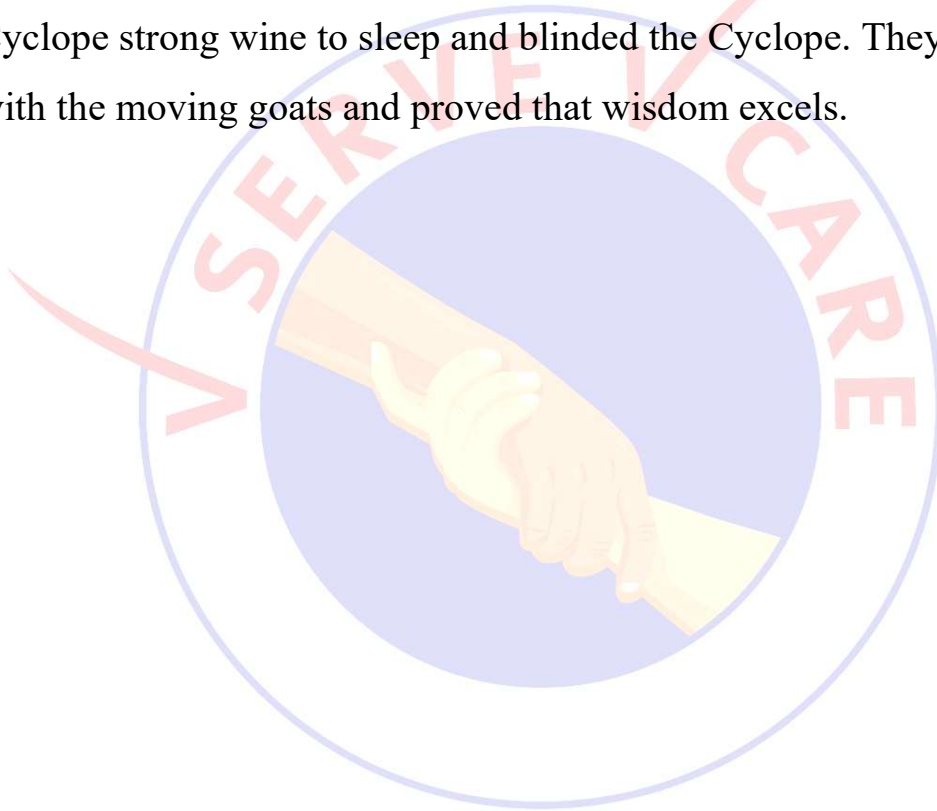 yclope strong wine to sleep and blinded the Cyclope. They
with the moving goats and proved that wisdom excels.
V SERVE V CARE